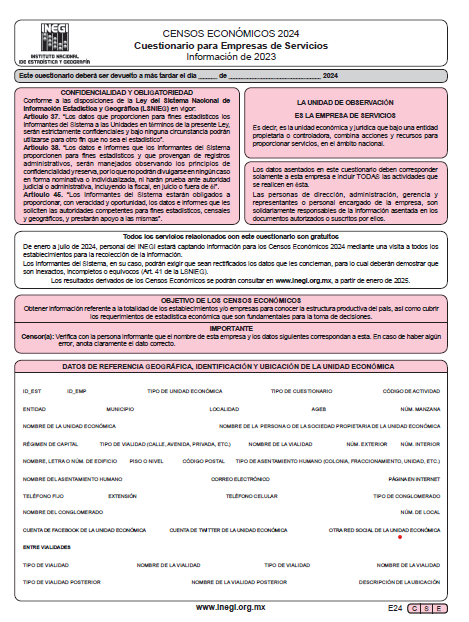 INEGI
INSTITUTO NACIONAL
DE ESTADÍSTICA Y GEOGRAFÍA
CENSOS ECONÓMICOS 2024
Cuestionario para Empresas de Servicios
Información de 2023
Este cuestionario deberá ser devuelto a más tardar el día _____ de _________________________ 2024
CONFIDENCIALIDAD Y OBLIGATORIEDAD
Conforme a las disposiciones de la Ley del Sistema Nacional de
Información Estadística y Geográfica (LSNIEG) en vigor:
Artículo 37. "Los datos que proporcionen para fines estadísticos los
Informantes del Sistema a las Unidades en términos de la presente Ley,
serán estrictamente confidenciales y bajo ninguna circunstancia podrán
utilizarse para otro fin que no sea el estadístico".
Artículo 38. "Los datos e informes que los Informantes del Sistema
proporcionen para fines estadísticos y que provengan de registros
administrativos, serán manejados observando los principios de
confidencialidad y reserva, por lo que no podrán divulgarse en ningún caso
en forma nominativa o individualizada, ni harán prueba ante autoridad
judicial o administrativa, incluyendo la fiscal, en juicio o fuera de él".
Artículo 45. "Los Informantes del Sistema estarán obligados a
proporcionar, con veracidad y oportunidad, los datos e informes que les
soliciten las autoridades competentes para fines estadísticos, censales
y geográficos, y prestarán apoyo a las mismas".
LA UNIDAD DE OBSERVACIÓN
ES LA EMPRESA DE SERVICIOS
Es decir, es la unidad económica y jurídica que bajo una entidad
propietaria o controladora, combina acciones y recursos para
proporcionar servicios, en el ámbito nacional.
Los datos asentados en este cuestionario deben corresponder
solamente a esta empresa e incluir TODAS las actividades que
se realicen en ésta.
Las personas de dirección, administración, gerencia y
representantes o personal encargado de la empresa, son
solidariamente responsables de la información asentada en los
documentos autorizados o suscritos por ellos.
Todos los servicios relacionados con este cuestionario son gratuitos
De enero a julio de 2024, personal del INEGI estará captando información para los Censos Económicos 2024 mediante una visita a todos los
establecimientos para la recolección de la información.
Los Informantes del Sistema, en su caso, podrán exigir que sean rectificados los datos que les conciernen, para lo cual deberán demostrar que
son inexactos, incompletos o equívocos (Art. 41 de la LSNIEG).
Los resultados derivados de los Censos Económicos se podrán consultar en www.inegi.org.mx, a partir de enero de 2025.
OBJETIVO DE LOS CENSOS ECONÓMICOS
Obtener información referente a la totalidad de los establecimientos y/o empresas para conocer la estructura productiva del país, así como cubrir
los requerimientos de estadística económica que son fundamentales para la toma de decisiones.
IMPORTANTE
Censor(a): Verifica con la persona informante que el nombre de esta empresa y los datos siguientes correspondan a esta. En caso de haber algún
error, anota claramente el dato correcto.
DATOS DE REFERENCIA GEOGRÁFICA, IDENTIFICACIÓN Y UBICACIÓN DE LA UNIDAD ECONÓMICA
ID_EST ID_EMP TIPO DE UNIDAD ECONÓMICA TIPO DE CUESTIONARIO CÓDIGO DE ACTIVIDAD
ENTIDAD MUNICIPIO LOCALIDAD AGEB NÚM. MANZANA
NOMBRE DE LA UNIDAD ECONÓMICA NOMBRE DE LA PERSONA O DE LA SOCIEDAD PROPIETARIA DE LA UNIDAD ECONÓMICA
RÉGIMEN DE CAPITAL TIPO DE VIALIDAD (CALLE, AVENIDA, PRIVADA, ETC.) NOMBRE DE LA VIALIDAD NÚM. EXTERIOR NÚM. INTERIOR
NOMBRE, LETRA O NÚM. DE EDIFICIO PISO O NIVEL CÓDIGO POSTAL TIPO DE ASENTAMIENTO HUMANO (COLONIA, FRACCIONAMIENTO, UNIDAD, ETC.)
NOMBRE DEL ASENTAMIENTO HUMANO CORREO ELECTRÓNICO PÁGINA EN INTERNET
TELÉFONO FIJO EXTENSIÓN TELÉFONO CELULAR TIPO DE CONGLOMERADO
NOMBRE DEL CONGLOMERADO NÚM. DE LOCAL
CUENTA DE FACEBOOK DE LA UNIDAD ECONÓMICA CUENTA DE TWITTER DE LA UNIDAD ECONÓMICA OTRA RED SOCIAL DE LA UNIDAD ECONÓMICA
ENTRE VIALIDADES
TIPO DE VIALIDAD NOMBRE DE LA VIALIDAD TIPO DE VIALIDAD NOMBRE DE LA VIALIDAD
TIPO DE VIALIDAD POSTERIOR NOMBRE DE LA VIALIDAD POSTERIOR DESCRIPCIÓN DE LA UBICACIÓN
www.inegi.org.mx
E24 C S E